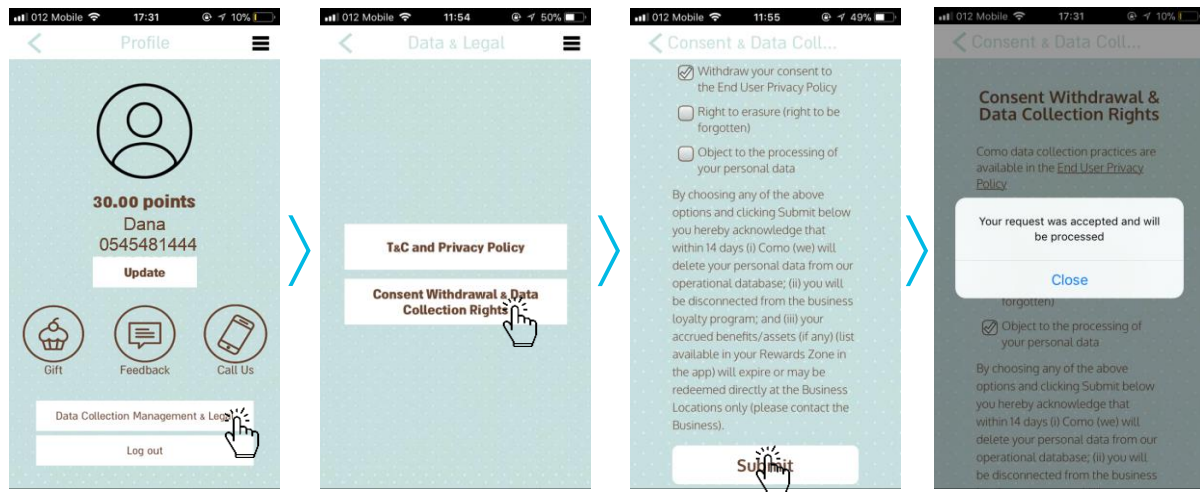 012 Mobile 17:31 10%
Profile
30.00 points
Dana
0545481444
Update
Gift Feedback Call Us
Data Collection Management & Legal
Log out
012 Mobile 11:54 50%
Data & Legal
T&C and Privacy Policy
Consent Withdrawal & Data
Collection Rights
012 Mobile 11:55 49%
Consent & Data Coll...
Withdraw your consent to
the End User Privacy Policy
Right to erasure (right to be
forgotten)
Object to the processing of
your personal data
By choosing any of the above
options and clicking Submit below
you hereby acknowledge that
within 14 days (i) Como (we) will
delete your personal data from our
operational database; (ii) you will
be disconnected from the business
loyalty program; and (iii) your
accrued benefits/assets (if any) (list
available in your Rewards Zone in
the app) will expire or may be
redeemed directly at the Business
Locations only (please contact the
Business).
Submit
012 Mobile 17:31 10%
Consent & Data Coll...
Consent Withdrawal &
Data Collection Rights
Como data collection practices are
available in the End User Privacy
Policy
Your request was accepted and will
be processed
Close
forgotten)
Object to the processing of
your personal data
By choosing any of the above
options and clicking Submit below
you hereby acknowledge that
within 14 days (i) Como (we) will
delete your personal data from our
operational database; (ii) you will
be disconnected from the business